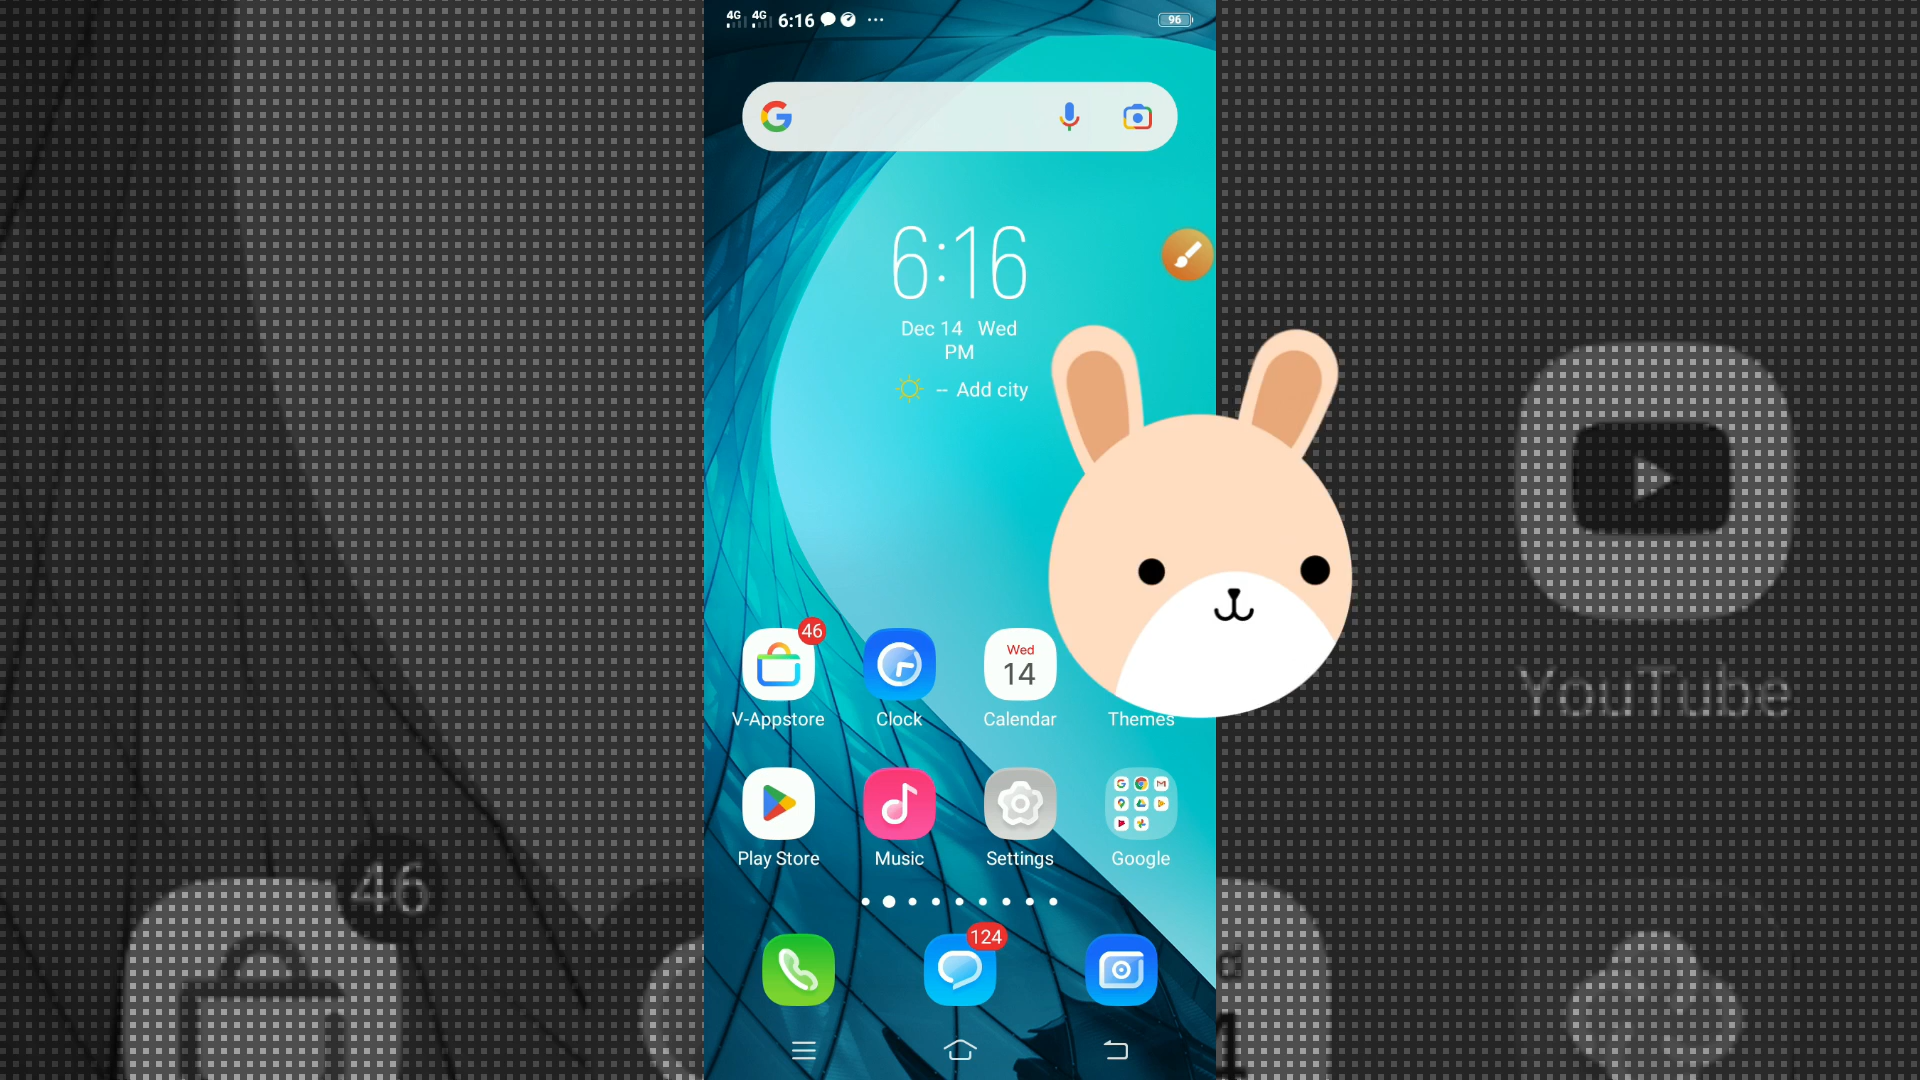 4G 4G 6:16 96
6:16
Dec 14 Wed
PM
-- Add city
46
Wed
14
V-Appstore Clock Calendar Themes
Play Store Music Settings Google
124
YouTube
46